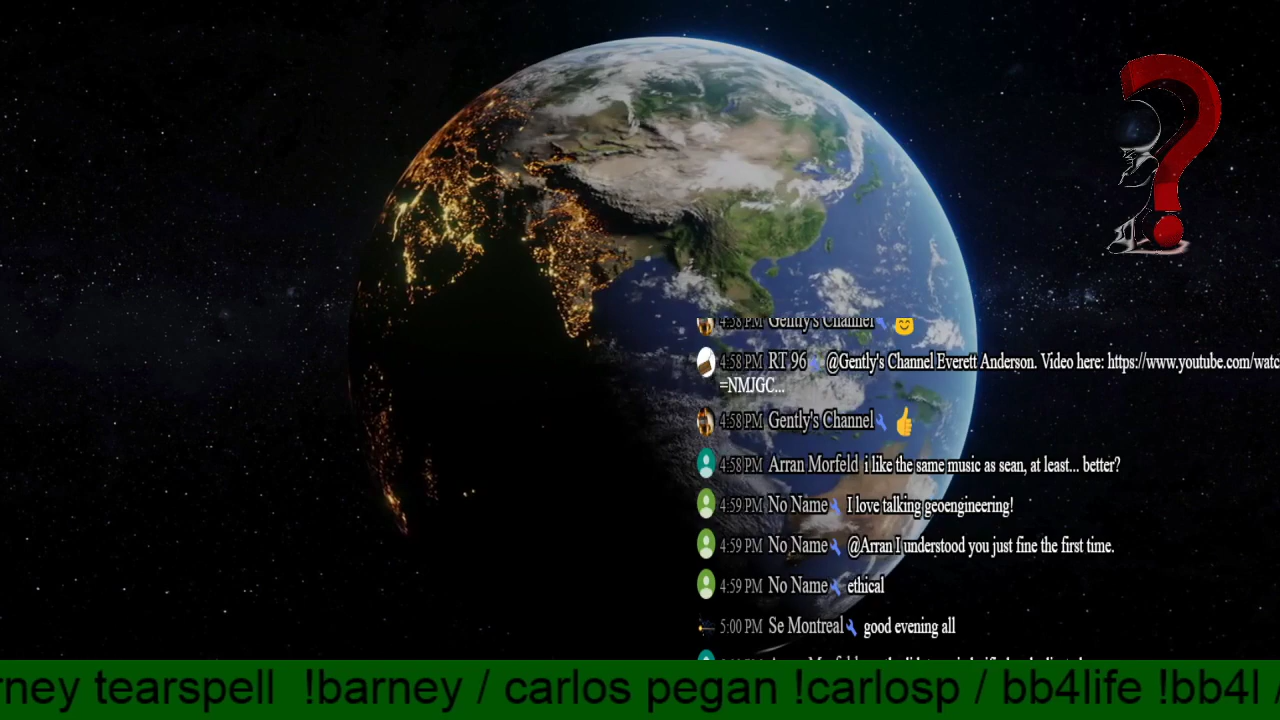 4:58 PM Gently's Channel
4:58 PM RT 96 @Gently's Channel Everett Anderson. Video here: https://www.youtube.com/watc
=NMJGC...
4:58 PM Gently's Channel
4:58 PM Arran Morfeld i like the same music as sean, at least... better?
4:59 PM No Name I love talking geoengineering!
4:59 PM No Name @Arran I understood you just fine the first time.
4:59 PM No Name ethical
5:00 PM Se Montreal good evening all
rney tearspell !barney / carlos pegan !carlosp / bb4life !bb4l